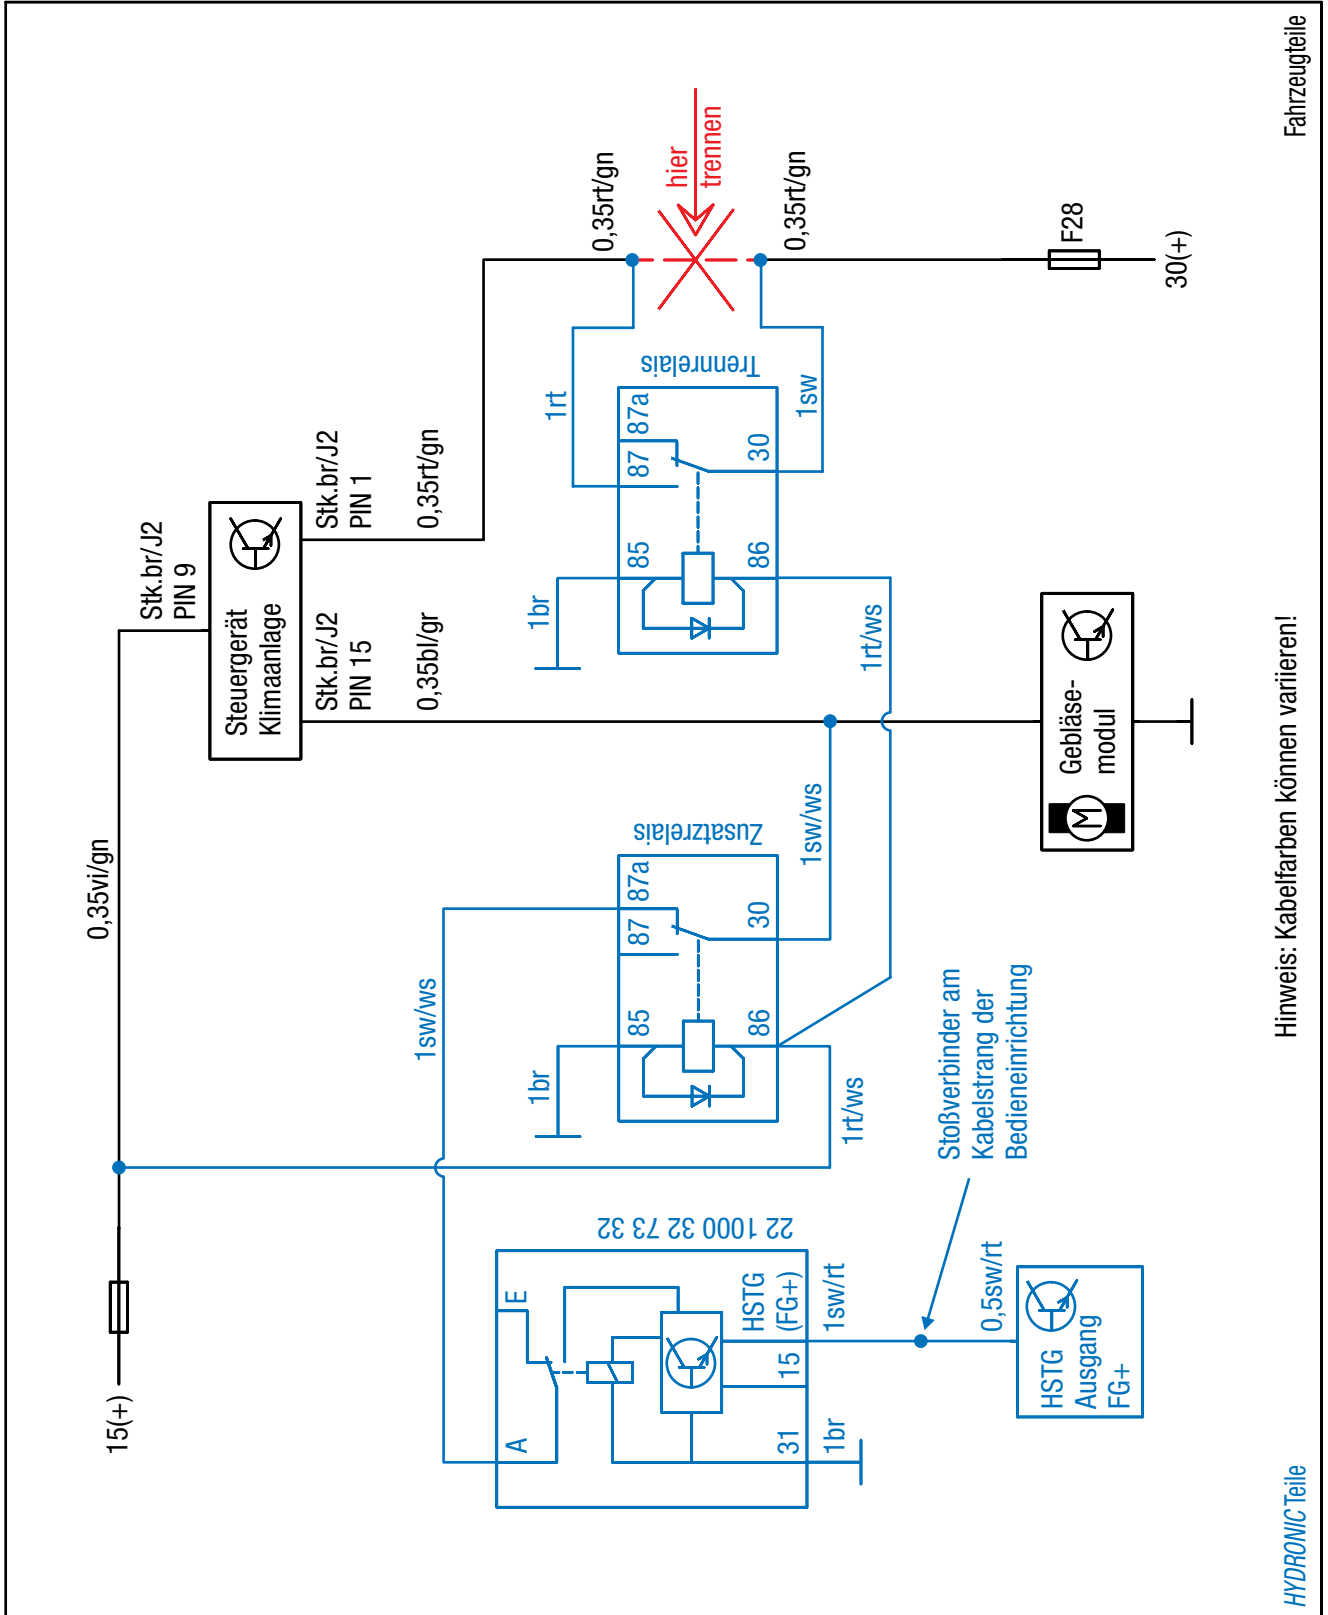 15(+)
0,35vi/gn
Stk.br/J2
PIN 9
Steuergerät
Klimaanlage
Stk.br/J2
PIN 15
0,35bl/gr
Stk.br/J2
PIN 1
0,35rt/gn
0,35rt/gn
hier
trennen
0,35rt/gn
F28
30(+)
1rt
1sw
Trennrelais
85
87
87a
86
30
1br
1rt/ws
Zusatzrelais
85
87
87a
86
30
1br
1sw/ws
1sw/ws
1rt/ws
22 1000 32 73 32
A
E
31
15
HSTG
(FG+)
1br
1sw/rt
Stoßverbinder am
Kabelstrang der
Bedieneinrichtung
0,5sw/rt
HSTG
Ausgang
FG+
M
Gebläse-
modul
Hinweis: Kabelfarben können variieren!
HYDRONIC Teile
Fahrzeugteile